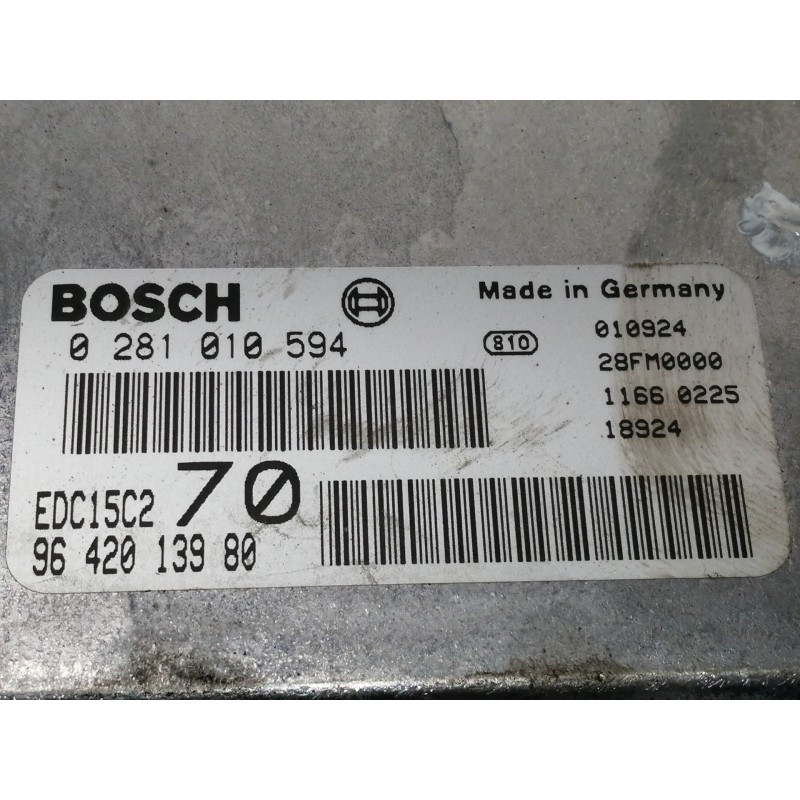 BOSCH
Made in Germany
0 281 010 594
810
010924
28FM0000
1166 0225
18924
EDC15C2 70
96 420 139 80